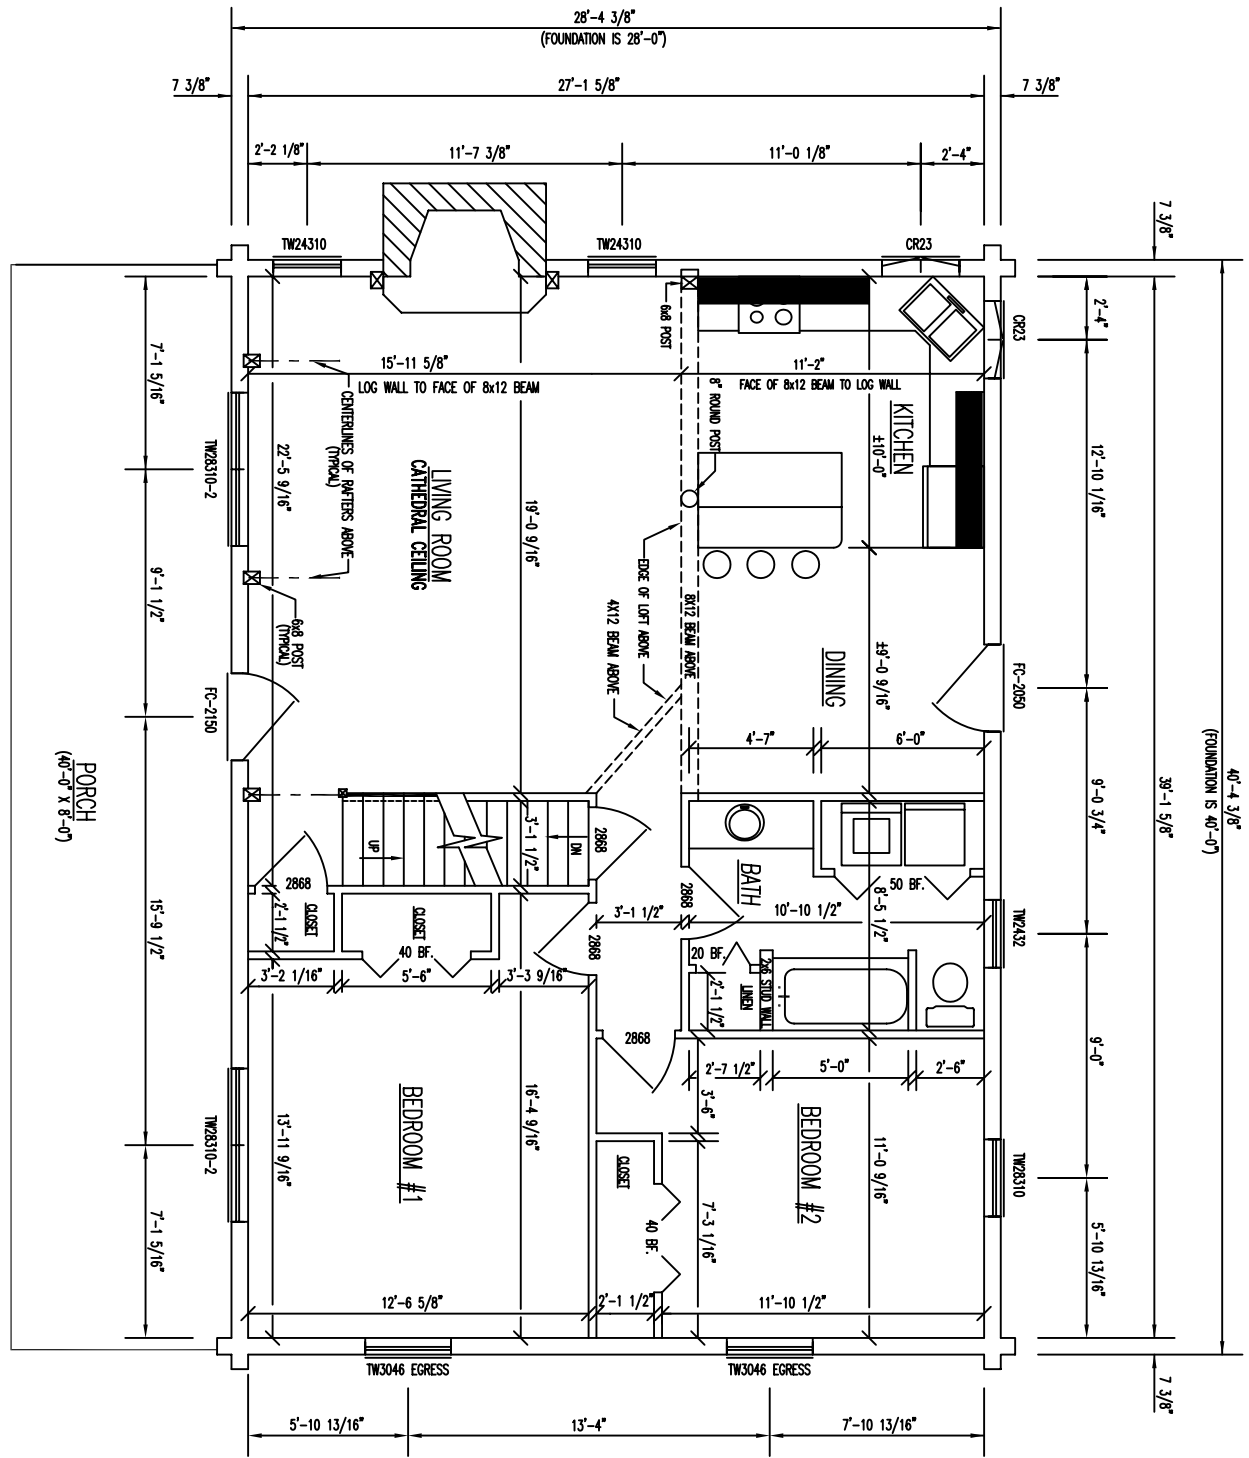 28'-4 3/8"
(FOUNDATION IS 28'-0")
7 3/8"
27'-1 5/8"
7 3/8"
2'-2 1/8"
11'-7 3/8"
11'-0 1/8"
2'-4"
7 3/8"
TW24310
TW24310
CR23
CR23
2'-4"
6x8 POST
7'-1 5/16"
15'-11 5/8"
LOG WALL TO FACE OF 8x12 BEAM
11'-2"
FACE OF 8x12 BEAM TO LOG WALL
8" ROUND POST
KITCHEN
±10'-0"
CENTERLINES OF RAFTERS ABOVE
(TYPICAL)
TW28310-2
22'-5 9/16"
LIVING ROOM
CATHEDRAL CEILING
19'-0 9/16"
12'-10 1/16"
EDGE OF LOFT ABOVE
8X12 BEAM ABOVE
4X12 BEAM ABOVE
9'-1 1/2"
6x8 POST
(TYPICAL)
DINING
±9'-0 9/16"
FC-2150
FC-2050
4'-7"
6'-0"
PORCH
(40'-0" X 8'-0")
40'-4 3/8"
(FOUNDATION IS 40'-0")
39'-1 5/8"
9'-0 3/4"
UP
DN
3'-1 1/2"
2868
BATH
50 BF.
8'-5 1/2"
2868
2868
2'-1 1/2"
CLOSET
CLOSET
40 BF.
2868
3'-1 1/2"
10'-10 1/2"
TW2432
15'-9 1/2"
20 BF.
2x6 STUD WALL
LINEN
2'-1 1/2"
3'-2 1/16"
5'-6"
3'-3 9/16"
2868
9'-0"
2'-7 1/2"
5'-0"
2'-6"
3'-6"
TW28310-2
13'-11 9/16"
BEDROOM #1
16'-4 9/16"
CLOSET
40 BF.
7'-3 1/16"
BEDROOM #2
11'-0 9/16"
TW28310
7'-1 5/16"
5'-10 13/16"
12'-6 5/8"
2'-1 1/2"
11'-10 1/2"
TW3046 EGRESS
TW3046 EGRESS
7 3/8"
5'-10 13/16"
13'-4"
7'-10 13/16"